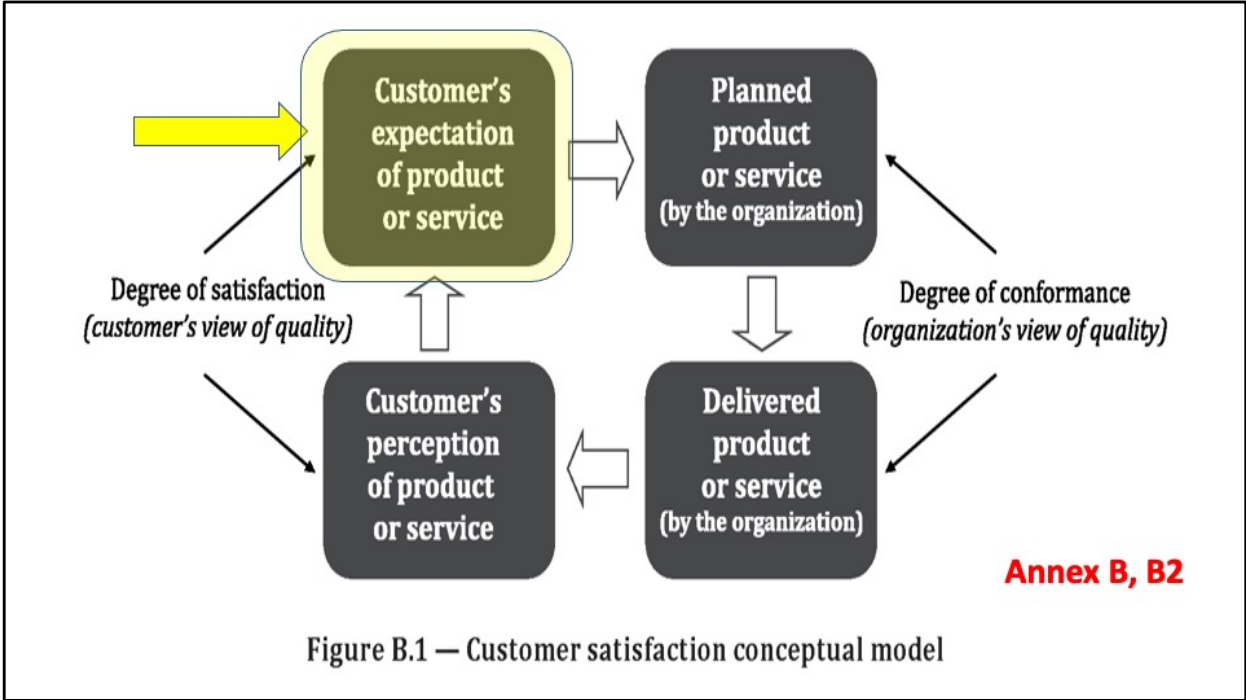 Customer’s
expectation
of product
or service
Planned
product
or service
(by the organization)
Degree of satisfaction
(customer’s view of quality)
Degree of conformance
(organization’s view of quality)
Customer’s
perception
of product
or service
Delivered
product
or service
(by the organization)
Annex B, B2
Figure B.1 — Customer satisfaction conceptual model